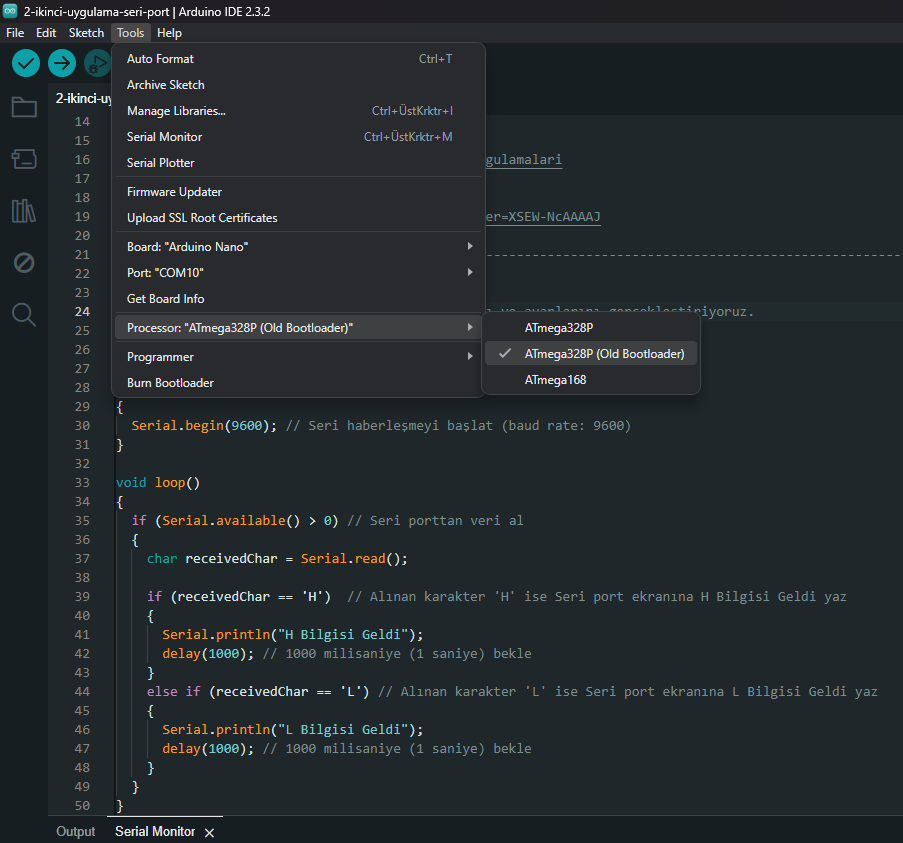 2-ikinci-uygulama-seri-port | Arduino IDE 2.3.2
File Edit Sketch Tools Help
Auto Format Ctrl+T
Archive Sketch
Manage Libraries... Ctrl+ÜstKrktr+I
Serial Monitor Ctrl+ÜstKrktr+M
Serial Plotter
Firmware Updater
Upload SSL Root Certificates
Board: "Arduino Nano"
Port: "COM10"
Get Board Info
Processor: "ATmega328P (Old Bootloader)"
Programmer
Burn Bootloader
ATmega328P
ATmega328P (Old Bootloader)
ATmega168
2-ikinci-uy
14
15
16 gulamalari
17
18
19 er=XSEW-NcAAAAJ
20
21 ------------------------------------------------------
22
23
24 ve ayarlarını gerçekleştiriyoruz.
25
26
27
28
29 {
30 Serial.begin(9600); // Seri haberleşmeyi başlat (baud rate: 9600)
31 }
32
33 void loop()
34 {
35 if (Serial.available() > 0) // Seri porttan veri al
36 {
37 char receivedChar = Serial.read();
38
39 if (receivedChar == 'H') // Alınan karakter 'H' ise Seri port ekranına H Bilgisi Geldi yaz
40 {
41 Serial.println("H Bilgisi Geldi");
42 delay(1000); // 1000 milisaniye (1 saniye) bekle
43 }
44 else if (receivedChar == 'L') // Alınan karakter 'L' ise Seri port ekranına L Bilgisi Geldi yaz
45 {
46 Serial.println("L Bilgisi Geldi");
47 delay(1000); // 1000 milisaniye (1 saniye) bekle
48 }
49 }
50 }
Output Serial Monitor